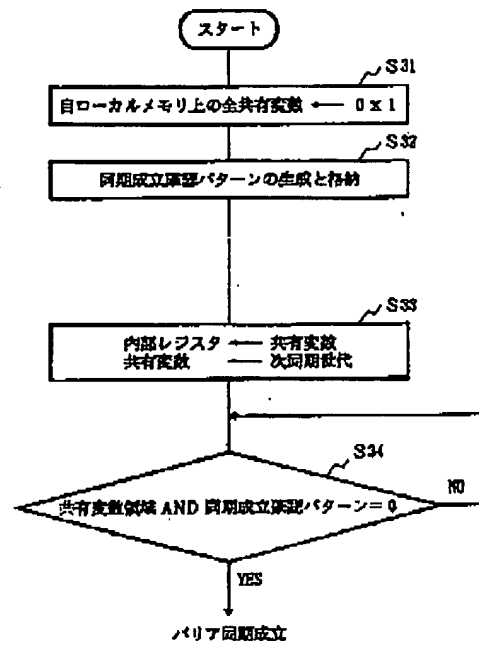 スタート
S31
自ローカルメモリ上の全共有変数 ← 0x1
S32
同期成立確認パターンの生成と格納
S33
内部レジスタ ← 共有変数
共有変数 ← 次同期世代
S34
共有変数領域 AND 同期成立確認パターン=0
NO
YES
バリア同期成立